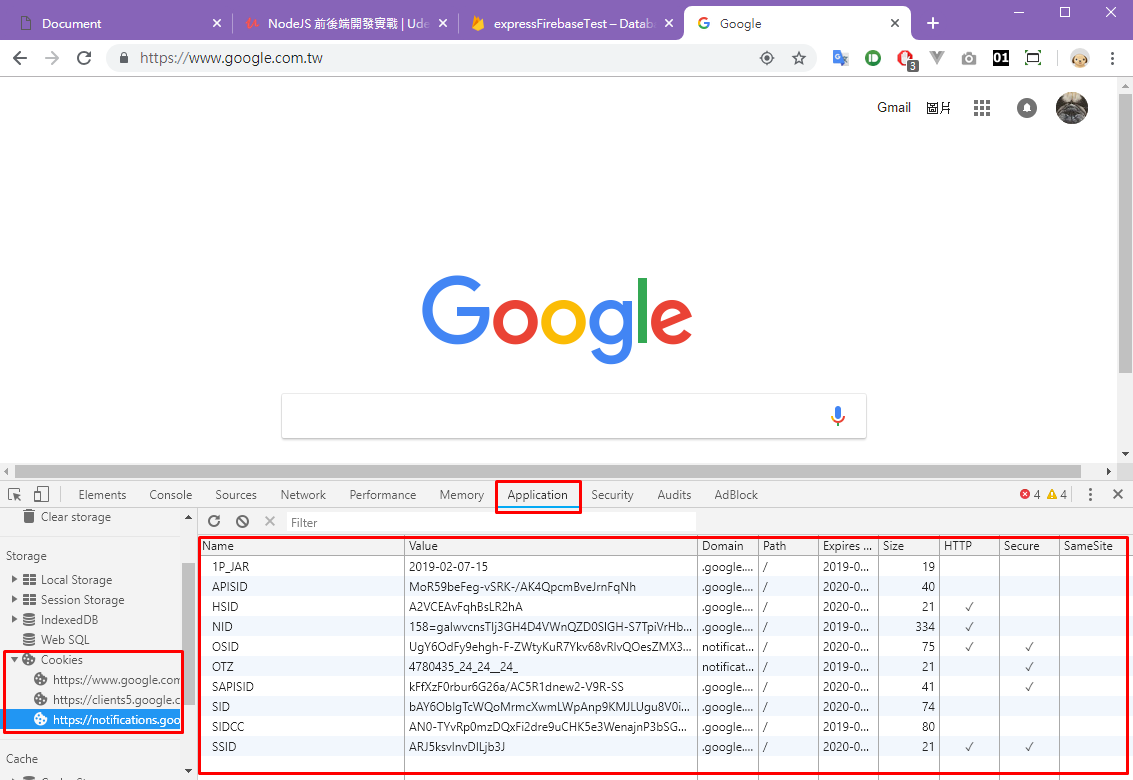 Document
NodeJS 前後端開發實戰 | Ude
expressFirebaseTest – Databa
Google
https://www.google.com.tw
3
01
Gmail 圖片
Google
Elements Console Sources Network Performance Memory Application Security Audits AdBlock 4 4
Clear storage
Filter
Storage
Local Storage
Session Storage
IndexedDB
Web SQL
Cookies
https://www.google.com
https://clients5.google.c
https://notifications.goo
Cache
Name Value Domain Path Expires ... Size HTTP Secure SameSite
1P_JAR 2019-02-07-15 .google.... / 2019-0... 19
APISID MoR59beFeg-vSRK-/AK4QpcmBveJrnFqNh .google.... / 2020-0... 40
HSID A2VCEAvFqhBsLR2hA .google.... / 2020-0... 21 ✓
NID 158=galwvcnsTlj3GH4D4VWnQZD0SIGH-S7TpiVrHb... .google.... / 2019-0... 334 ✓
OSID UgY6OdFy9ehgh-F-ZWtyKuR7Ykv68vRlvQOesZMX3... notificat... / 2020-0... 75 ✓ ✓
OTZ 4780435_24_24__24_ notificat... / 2019-0... 21 ✓
SAPISID kFfXzF0rbur6G26a/AC5R1dnew2-V9R-SS .google.... / 2020-0... 41 ✓
SID bAY6OblgTcWQoMrmcXwmLWpAnp9KMJLUgu8V0i... .google.... / 2020-0... 74
SIDCC AN0-TYvRp0mzDQxFi2dre9uCHK5e3WenajnP3bSG... .google.... / 2019-0... 80
SSID ARJ5ksvlnvDILjb3J .google.... / 2020-0... 21 ✓ ✓